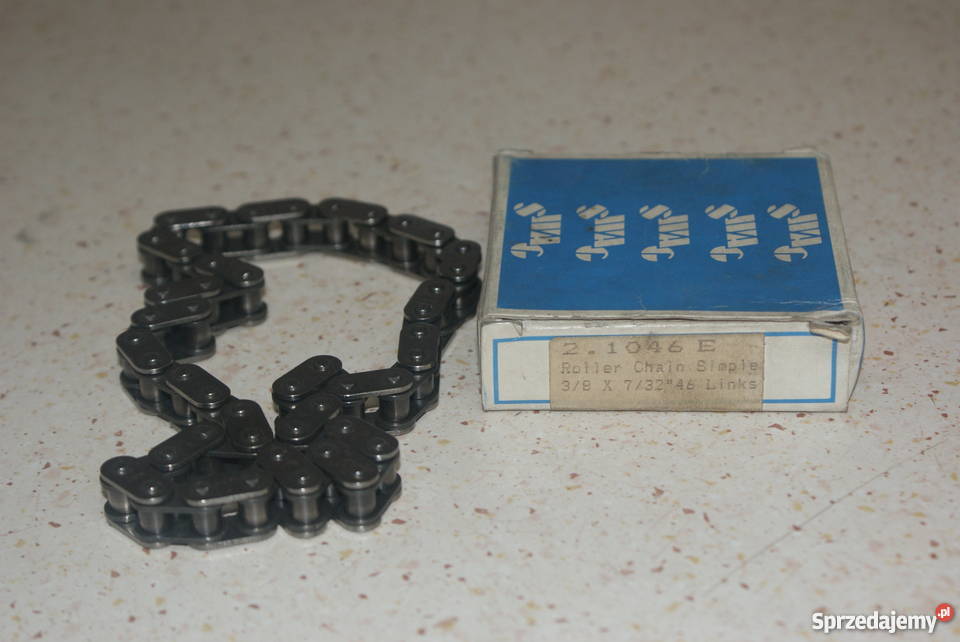 2.1046 E
Roller Chain Simple
3/8 X 7/32"46 Links
Sprzedajemy.pl